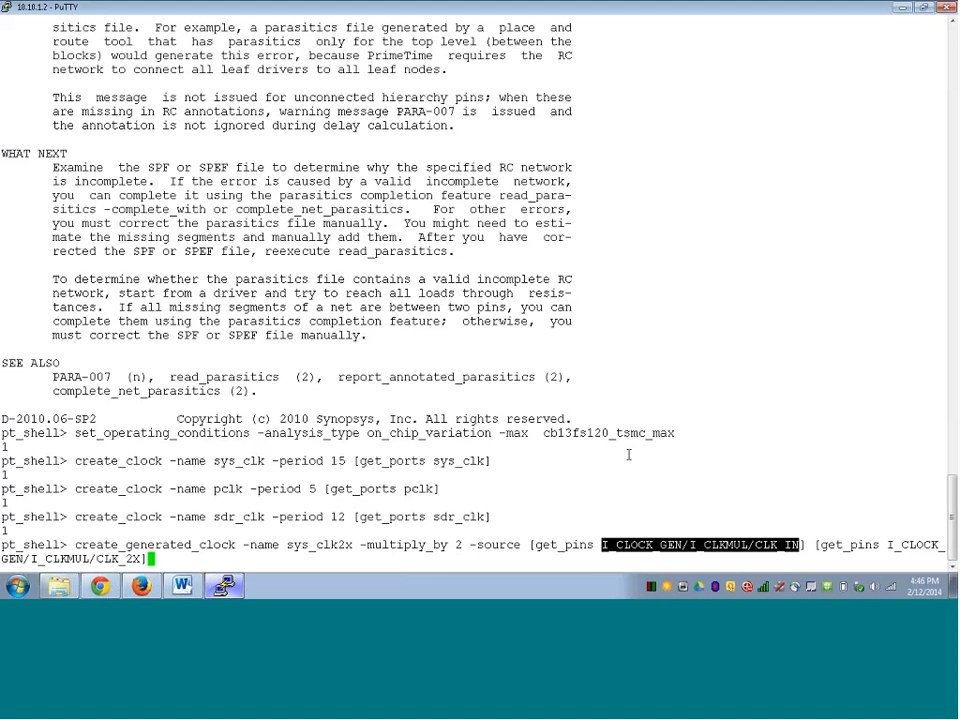 10.10.1.2 - PuTTY
sitics file. For example, a parasitics file generated by a place and
route tool that has parasitics only for the top level (between the
blocks) would generate this error, because PrimeTime requires the RC
network to connect all leaf drivers to all leaf nodes.
This message is not issued for unconnected hierarchy pins; when these
are missing in RC annotations, warning message PARA-007 is issued and
the annotation is not ignored during delay calculation.
WHAT NEXT
Examine the SPF or SPEF file to determine why the specified RC network
is incomplete. If the error is caused by a valid incomplete network,
you can complete it using the parasitics completion feature read_para-
sitics -complete_with or complete_net_parasitics. For other errors,
you must correct the parasitics file manually. You might need to esti-
mate the missing segments and manually add them. After you have cor-
rected the SPF or SPEF file, reexecute read_parasitics.
To determine whether the parasitics file contains a valid incomplete RC
network, start from a driver and try to reach all loads through resis-
tances. If all missing segments of a net are between two pins, you can
complete them using the parasitics completion feature; otherwise, you
must correct the SPF or SPEF file manually.
SEE ALSO
PARA-007 (n), read_parasitics (2), report_annotated_parasitics (2),
complete_net_parasitics (2).
D-2010.06-SP2 Copyright (c) 2010 Synopsys, Inc. All rights reserved.
pt_shell> set_operating_conditions -analysis_type on_chip_variation -max cb13fs120_tsmc_max
1
pt_shell> create_clock -name sys_clk -period 15 [get_ports sys_clk]
1
pt_shell> create_clock -name pclk -period 5 [get_ports pclk]
1
pt_shell> create_clock -name sdr_clk -period 12 [get_ports sdr_clk]
1
pt_shell> create_generated_clock -name sys_clk2x -multiply_by 2 -source [get_pins I_CLOCK_GEN/I_CLKMUL/CLK_IN] [get_pins I_CLOCK_
GEN/I_CLKMUL/CLK_2X]
4:46 PM
2/12/2014